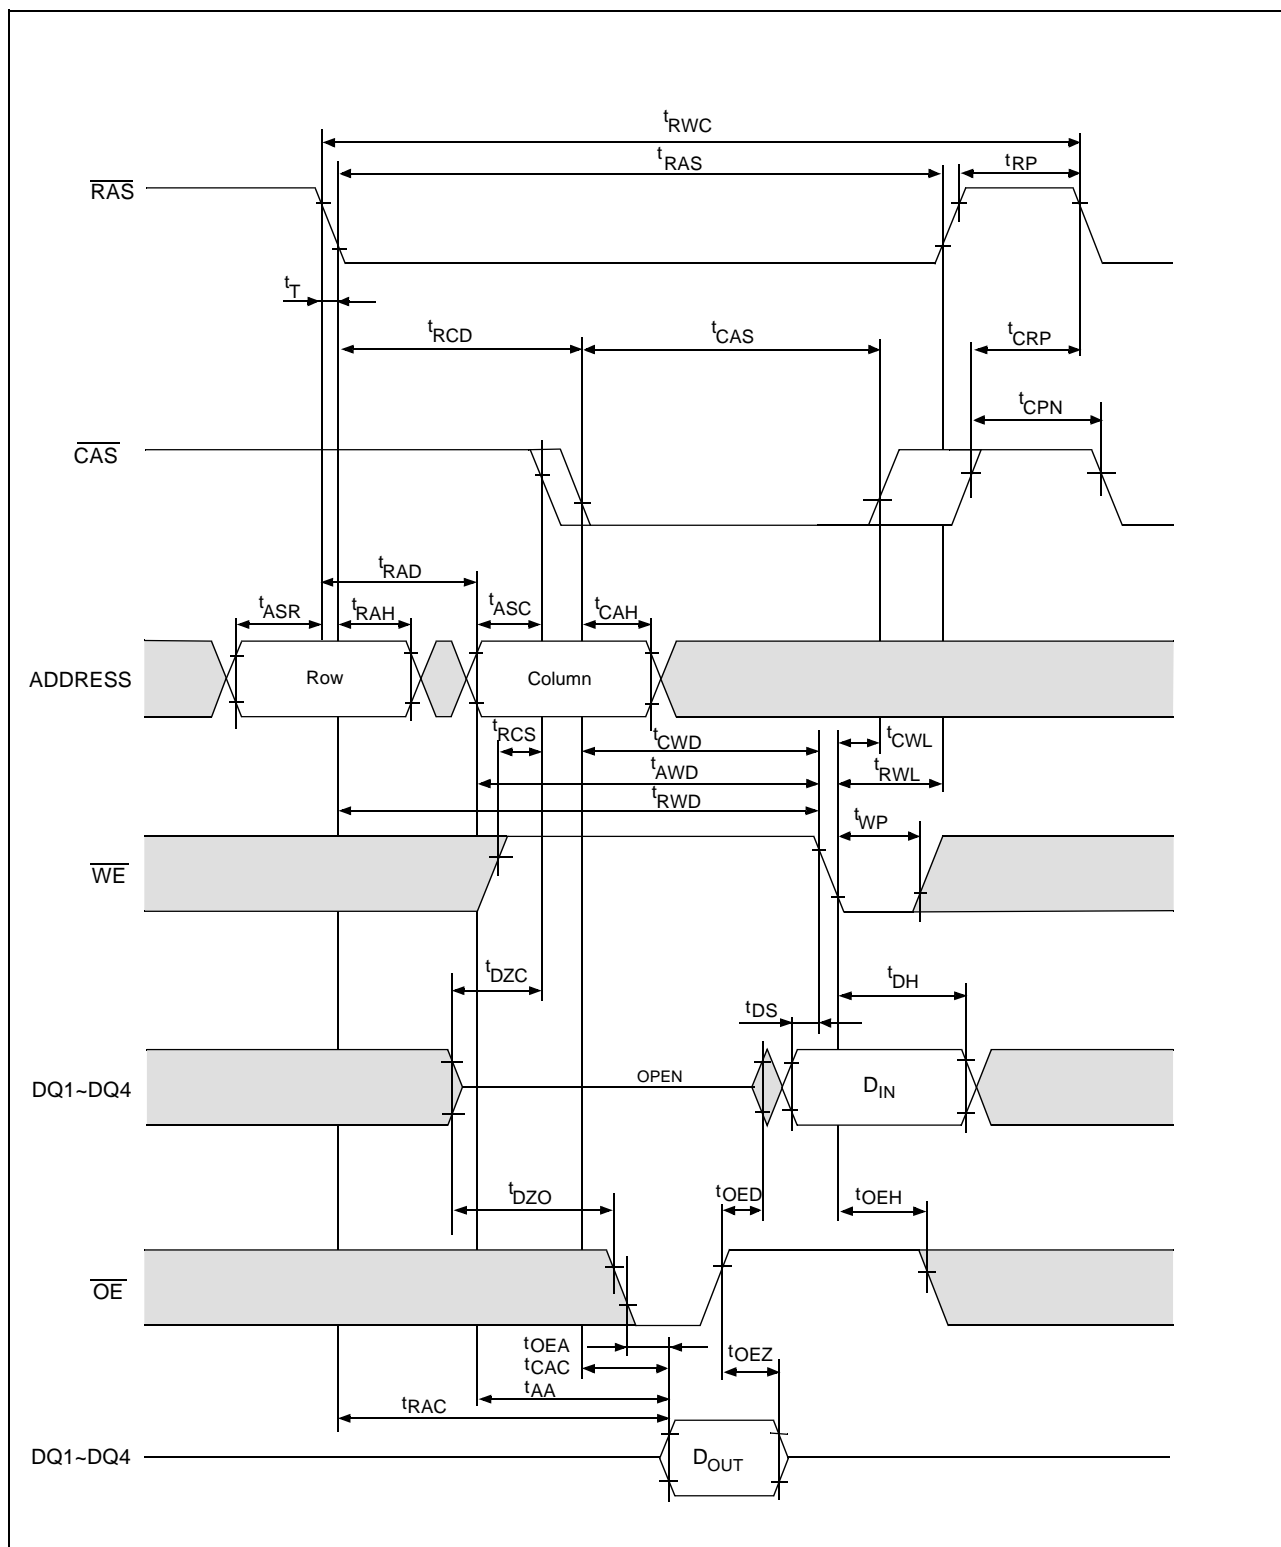 tRWC
tRAS
tRP
RAS
tT
tRCD
tCAS
tCRP
tCPN
CAS
tRAD
tASR
tRAH
tASC
tCAH
ADDRESS
Row
Column
tRCS
tCWD
tCWL
tAWD
tRWL
tRWD
tWP
WE
tDZC
tDH
tDS
DQ1~DQ4
OPEN
DIN
tDZO
tOED
tOEH
OE
tOEA
tOEZ
tCAC
tAA
tRAC
DQ1~DQ4
DOUT